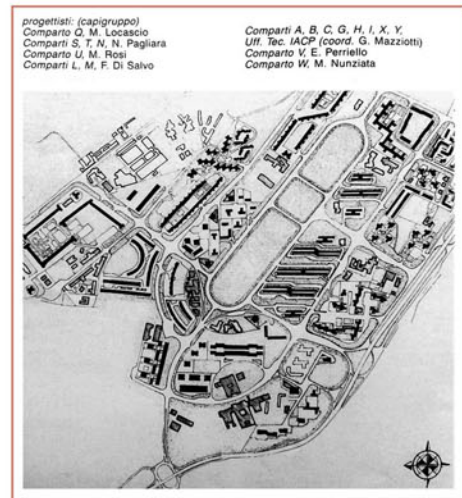 progettisti: (capigruppo)
Comparto Q, M. Locascio
Comparti S, T, N, N. Pagliara
Comparto U, M. Rosi
Comparti L, M, F. Di Salvo
Comparti A, B, C, G, H, I, X, Y,
Uff. Tec. IACP (coord. G. Mazziotti)
Comparto V, E. Perriello
Comparto W, M. Nunziata